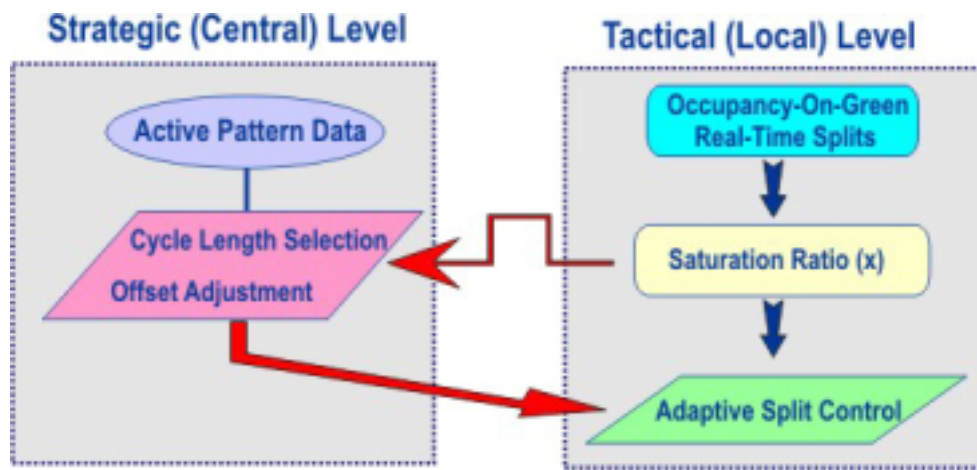 Strategic (Central) Level
Active Pattern Data
Cycle Length Selection
Offset Adjustment
Tactical (Local) Level
Occupancy-On-Green
Real-Time Splits
Saturation Ratio (x)
Adaptive Split Control